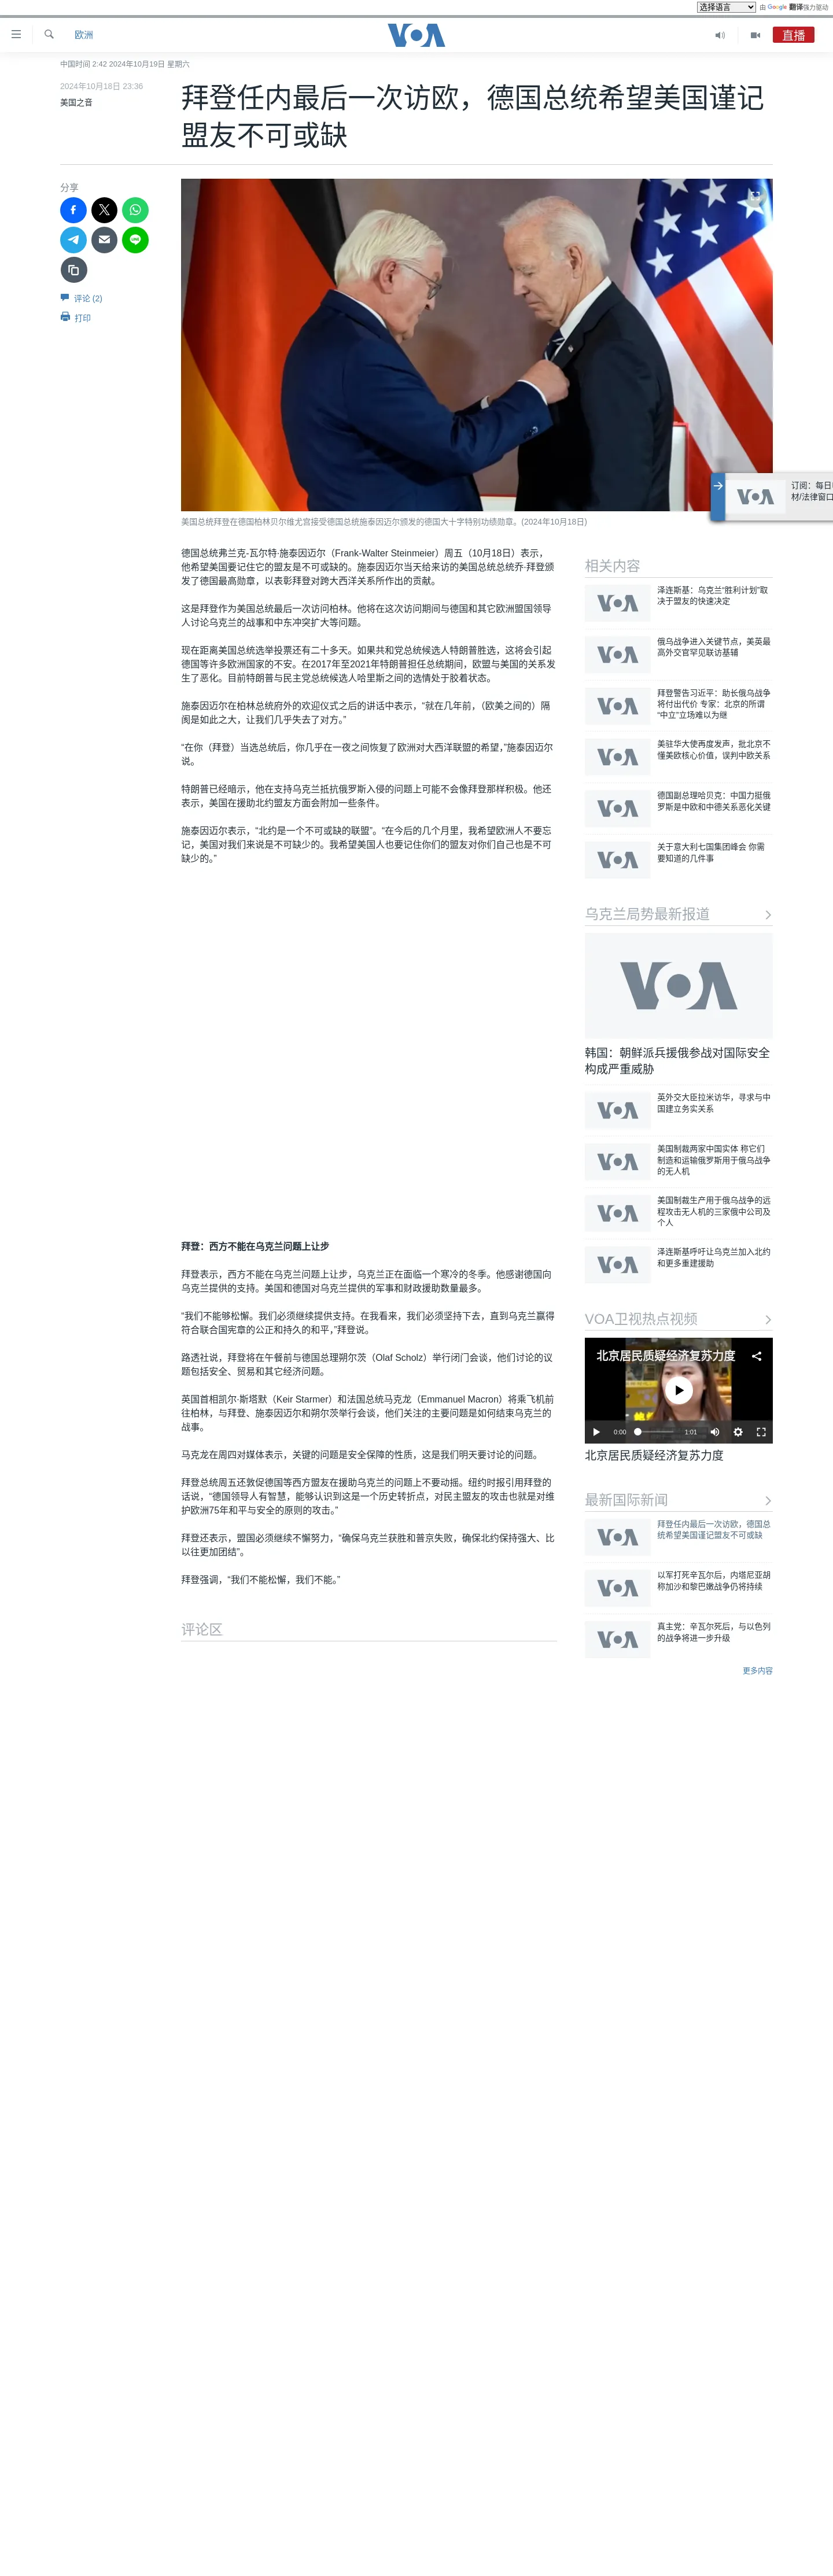 选择语言
由 Google 翻译强力驱动
欧洲
VOA
直播
中国时间 2:42 2024年10月19日 星期六
2024年10月18日 23:36
美国之音
拜登任内最后一次访欧，德国总统希望美国谨记
盟友不可或缺
分享
评论 (2)
打印
美国总统拜登在德国柏林贝尔维尤宫接受德国总统施泰因迈尔颁发的德国大十字特别功绩勋章。(2024年10月18日)
VOA
订阅：每日
材/法律窗口
德国总统弗兰克-瓦尔特·施泰因迈尔（Frank-Walter Steinmeier）周五（10月18日）表示，
他希望美国要记住它的盟友是不可或缺的。施泰因迈尔当天给来访的美国总统总统乔·拜登颁
发了德国最高勋章，以表彰拜登对跨大西洋关系所作出的贡献。
这是拜登作为美国总统最后一次访问柏林。他将在这次访问期间与德国和其它欧洲盟国领导
人讨论乌克兰的战事和中东冲突扩大等问题。
现在距离美国总统选举投票还有二十多天。如果共和党总统候选人特朗普胜选，这将会引起
德国等许多欧洲国家的不安。在2017年至2021年特朗普担任总统期间，欧盟与美国的关系发
生了恶化。目前特朗普与民主党总统候选人哈里斯之间的选情处于胶着状态。
施泰因迈尔在柏林总统府外的欢迎仪式之后的讲话中表示，“就在几年前，（欧美之间的）隔
阂是如此之大，让我们几乎失去了对方。”
“在你（拜登）当选总统后，你几乎在一夜之间恢复了欧洲对大西洋联盟的希望，”施泰因迈尔
说。
特朗普已经暗示，他在支持乌克兰抵抗俄罗斯入侵的问题上可能不会像拜登那样积极。他还
表示，美国在援助北约盟友方面会附加一些条件。
施泰因迈尔表示，“北约是一个不可或缺的联盟”。“在今后的几个月里，我希望欧洲人不要忘
记，美国对我们来说是不可缺少的。我希望美国人也要记住你们的盟友对你们自己也是不可
缺少的。”
拜登：西方不能在乌克兰问题上让步
拜登表示，西方不能在乌克兰问题上让步，乌克兰正在面临一个寒冷的冬季。他感谢德国向
乌克兰提供的支持。美国和德国对乌克兰提供的军事和财政援助数量最多。
“我们不能够松懈。我们必须继续提供支持。在我看来，我们必须坚持下去，直到乌克兰赢得
符合联合国宪章的公正和持久的和平，”拜登说。
路透社说，拜登将在午餐前与德国总理朔尔茨（Olaf Scholz）举行闭门会谈，他们讨论的议
题包括安全、贸易和其它经济问题。
英国首相凯尔·斯塔默（Keir Starmer）和法国总统马克龙（Emmanuel Macron）将乘飞机前
往柏林，与拜登、施泰因迈尔和朔尔茨举行会谈，他们关注的主要问题是如何结束乌克兰的
战事。
马克龙在周四对媒体表示，关键的问题是安全保障的性质，这是我们明天要讨论的问题。
拜登总统周五还敦促德国等西方盟友在援助乌克兰的问题上不要动摇。纽约时报引用拜登的
话说，“德国领导人有智慧，能够认识到这是一个历史转折点，对民主盟友的攻击也就是对维
护欧洲75年和平与安全的原则的攻击。”
拜登还表示，盟国必须继续不懈努力，“确保乌克兰获胜和普京失败，确保北约保持强大、比
以往更加团结”。
拜登强调，“我们不能松懈，我们不能。”
评论区
相关内容
VOA
泽连斯基：乌克兰“胜利计划”取
决于盟友的快速决定
VOA
俄乌战争进入关键节点，美英最
高外交官罕见联访基辅
VOA
拜登警告习近平：助长俄乌战争
将付出代价 专家：北京的所谓
“中立”立场难以为继
VOA
美驻华大使再度发声，批北京不
懂美欧核心价值，误判中欧关系
VOA
德国副总理哈贝克：中国力挺俄
罗斯是中欧和中德关系恶化关键
VOA
关于意大利七国集团峰会 你需
要知道的几件事
乌克兰局势最新报道
VOA
韩国：朝鲜派兵援俄参战对国际安全
构成严重威胁
VOA
英外交大臣拉米访华，寻求与中
国建立务实关系
VOA
美国制裁两家中国实体 称它们
制造和运输俄罗斯用于俄乌战争
的无人机
VOA
美国制裁生产用于俄乌战争的远
程攻击无人机的三家俄中公司及
个人
VOA
泽连斯基呼吁让乌克兰加入北约
和更多重建援助
VOA卫视热点视频
北京居民质疑经济复苏力度
0:00
1:01
北京居民质疑经济复苏力度
最新国际新闻
VOA
拜登任内最后一次访欧，德国总
统希望美国谨记盟友不可或缺
VOA
以军打死辛瓦尔后，内塔尼亚胡
称加沙和黎巴嫩战争仍将持续
VOA
真主党：辛瓦尔死后，与以色列
的战争将进一步升级
更多内容